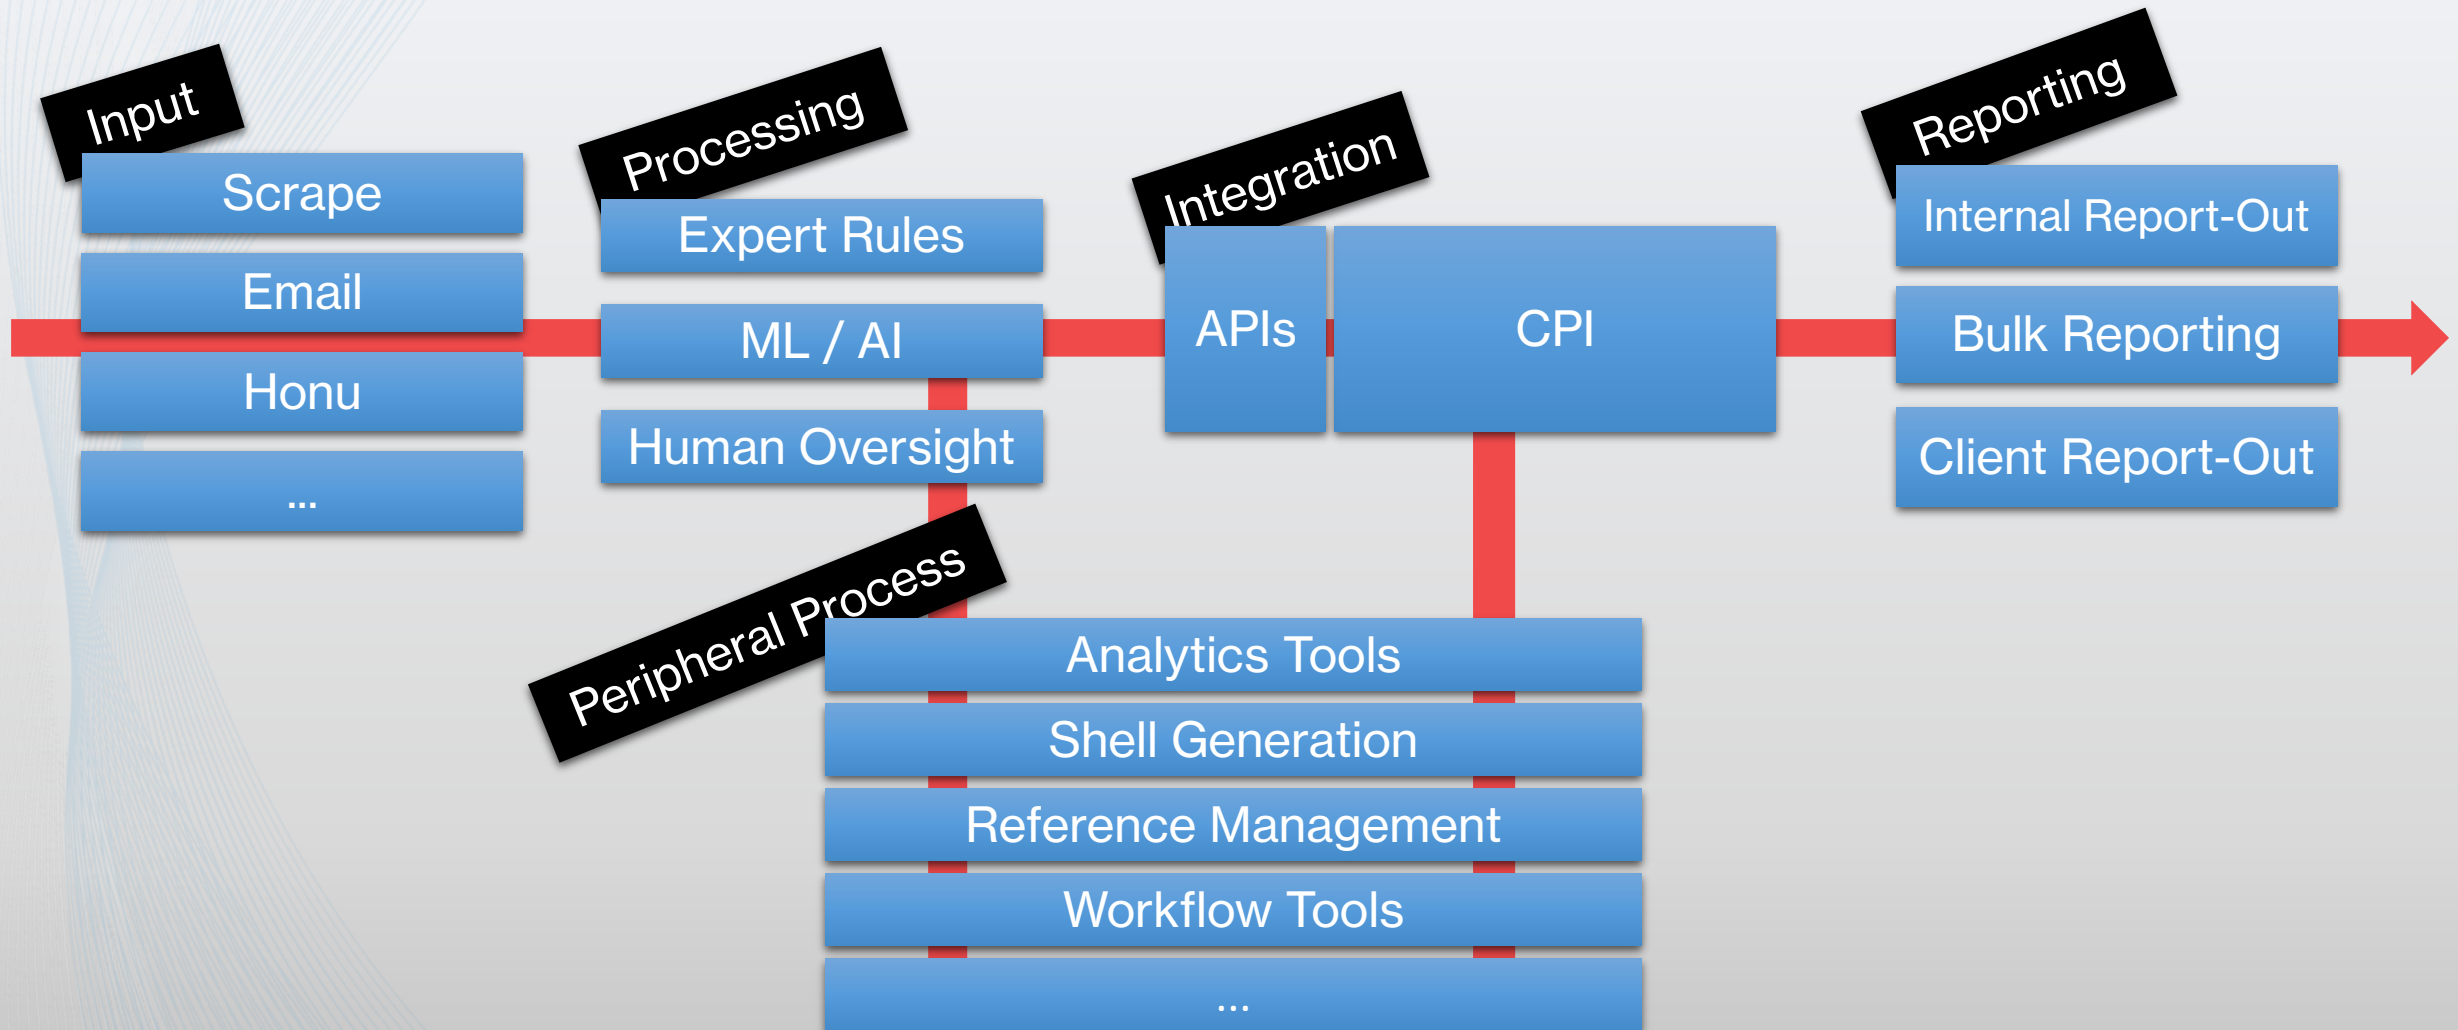 Input
Scrape
Email
Honu
...
Processing
Expert Rules
ML / AI
Human Oversight
Integration
APIs
CPI
Reporting
Internal Report-Out
Bulk Reporting
Client Report-Out
Peripheral Process
Analytics Tools
Shell Generation
Reference Management
Workflow Tools
...